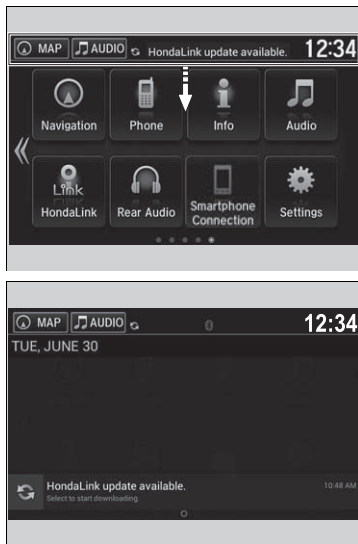 MAP AUDIO HondaLink update available. 12:34
Navigation Phone Info Audio
Link
HondaLink Rear Audio Smartphone Connection Settings
MAP AUDIO 12:34
TUE, JUNE 30
HondaLink update available. 10:48 AM
Select to start downloading